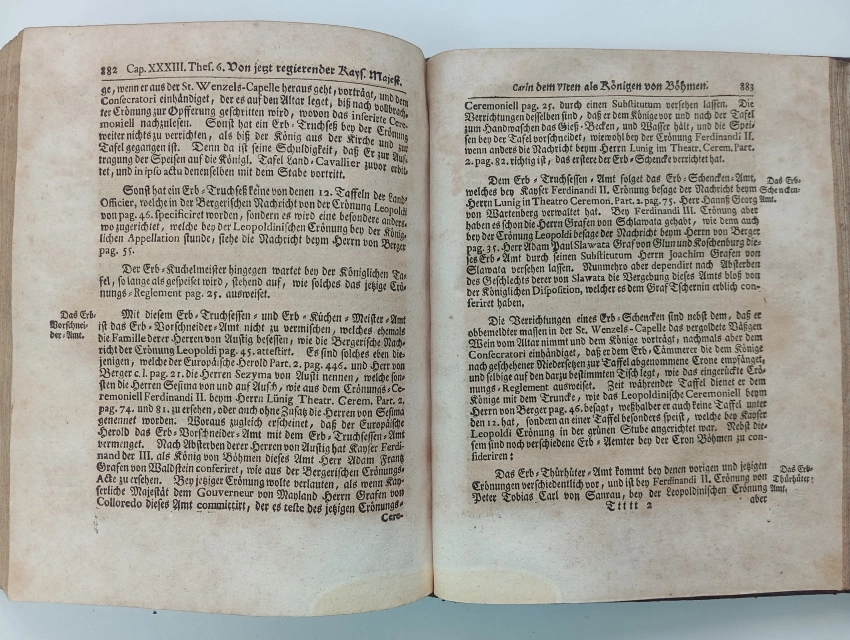 882 Cap. XXXIII. Thes. 6. Von jetzt regierender Kays. Majest.
ge, wenn er aus der St. Wenzels-Capelle heraus geht, vorträgt, und dem
Consecratori einhändiget, der es auf den Altar leget, biß nach vollbrach-
ter Crönung zur Opfferung geschritten wird, wovon das inserirte Cere-
moniell nachzulesen. Sonst hat ein Erb-Truchseß bey der Crönung
weiter nichts zu verrichten, als biß der König aus der Kirche und zur
Tafel gegangen ist. Denn da ist seine Schuldigkeit, daß Er zur Auf-
tragung der Speisen auf die Königl. Tafel Land-Cavallier zuvor erbit-
tet, und in ipso actu denenselben mit dem Stabe vortritt.
Sonst hat ein Erb-Truchseß keine von denen 12. Taffeln der Land-
Officier, welche in der Bergerischen Nachricht von der Crönung Leopoldi
von pag. 46. specificiret worden, sondern es wird eine besondere anders-
wo zugerichtet, welche bey der Leopoldinischen Crönung bey der König-
lichen Appellation stunde, siehe die Nachricht beym Herrn von Berger
pag. 55.
Der Erb-Kuchelmeister hingegen wartet bey der Königlichen Ta-
fel, so lange als gespeiset wird, stehend auf, wie solches das jetzige Crö-
nungs-Reglement pag. 25. ausweiset.
Das Erb-
Vorschnei-
der-Amt.
Mit diesem Erb-Truchsessen- und Erb-Küchen-Meister-Amt
ist das Erb-Vorschneider-Amt nicht zu vermischen, welches ehemals
die Familie derer Herren von Austig besessen, wie die Bergerische Nach-
richt der Crönung Leopoldi pag. 45. attestirt. Es sind solches eben die-
jenigen, welche der Europäische Herold Part. 2. pag. 446. und Herr von
Berger c. l. pag. 21. die Herren Sezyma von Austi nennen, welche son-
sten die Herren Sesima von und auf Ausch, wie aus dem Crönungs-Ce-
remoniell Ferdinandi II. beym Herrn Lünig Theatr. Cerem. Part. 2.
pag. 74. und 81. zu ersehen, oder auch ohne Zusatz die Herren von Sesima
genennet worden. Woraus zugleich erscheinet, daß der Europäische
Herold das Erb-Vorschneider-Amt mit dem Erb-Truchsessen-Amt
vermenget. Nach Absterben derer Herren von Austig hat Kayser Ferdi-
nand der III. als König von Böhmen dieses Amt Herr Adam Frantz
Grafen von Waldstein conferiret, wie aus der Bergerischen Crönungs-
Acte zu ersehen. Bey jetziger Crönung wolte verlauten, als wenn Kay-
serliche Majestät dem Gouverneur von Mayland Herrn Grafen von
Colloredo dieses Amt committirt, der es teste des jetzigen Crönungs-
Cere-
Carin dem VIten als Königen von Böhmen. 883
Ceremoniell pag. 25. durch einen Substitutum versehen lassen. Die
Verrichtungen desselben sind, daß er dem Könige vor und nach der Tafel
zum Handwaschen das Gieß-Becken, und Wasser hält, und die Spei-
sen bey der Tafel vorschneidet, wiewohl bey der Crönung Ferdinandi II.
wenn anders die Nachricht beym Herrn Lunig im Theatr. Cerem. Part.
2. pag. 82. richtig ist, das erstere der Erb-Schencke verrichtet hat.
Dem Erb-Truchsessen-Amt folget das Erb-Schencken-Amt,
welches bey Kayser Ferdinandi II. Crönung besage der Nachricht beym
Herrn Lunig in Theatro Ceremon. Part. 2. pag. 75. Herr Hannß Georg
von Wartenberg verwaltet hat. Bey Ferdinandi III. Crönung aber
haben es schon die Herrn Grafen von Schlawata gehabt, wie denn auch
bey der Crönung Leopoldi besage der Nachricht beym Herrn von Berger
pag. 35. Herr Adam Paul Slawata Graf von Glun und Koschenburg die-
ses Erb-Amt durch seinen Substitutum Herrn Joachim Grafen von
Slawata versehen lassen. Nunmehro aber dependirt nach Absterben
des Geschlechts derer von Slawata die Vergebung dieses Amts bloß von
der Königlichen Disposition, welcher es dem Graf Tschernin erblich con-
feriret haben.
Das Erb-
Schencken-
Amt.
Die Verrichtungen eines Erb-Schencken sind nebst dem, daß er
obbemeldter massen in der St. Wenzels-Capelle das vergoldete Väßgen
Wein vom Altar nimmt und dem Könige vorträgt, nachmals aber dem
Consecratori einhändiget, daß er dem Erb-Cämmerer die dem Könige
nach geschehener Niedersetzen zur Taffel abgenommene Crone empfänget,
und selbige auf den darzu bestimmten Tisch legt, wie das eingerückte Crö-
nungs-Reglement ausweiset. Zeit währender Taffel dienet er dem
Könige mit dem Truncke, wie das Leopoldinische Ceremoniell beym
Herrn von Berger pag. 46. besagt, weßhalber er auch keine Taffel unter
den 12. hat, sondern an einer Taffel besonders speist, welche bey Kayser
Leopoldi Crönung in der grünen Stube angerichtet war. Nebst die-
sem sind noch verschiedene Erb-Aemter bey der Cron Böhmen zu con-
sideriren:
Das Erb-Thürhüter-Amt kommt bey denen vorigen und jetzigen
Crönungen verschiedentlich vor, und ist bey Ferdinandi II. Crönung von
Peter Tobias Carl von Sanrau, bey der Leopoldinischen Crönung
Das Erb-
Thürhüter-
Amt.
Ttttt 2
aber